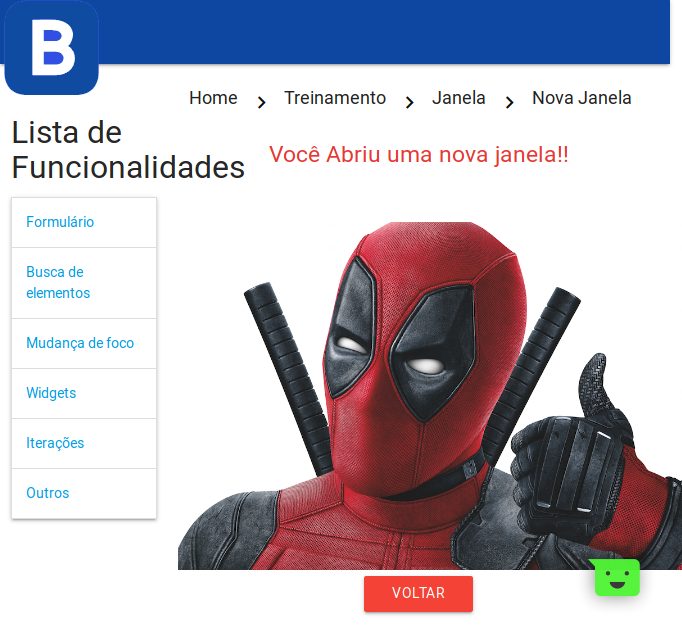 B
Home > Treinamento > Janela > Nova Janela
Lista de
Funcionalidades
Você Abriu uma nova janela!!
Formulário
Busca de
elementos
Mudança de foco
Widgets
Iterações
Outros
VOLTAR